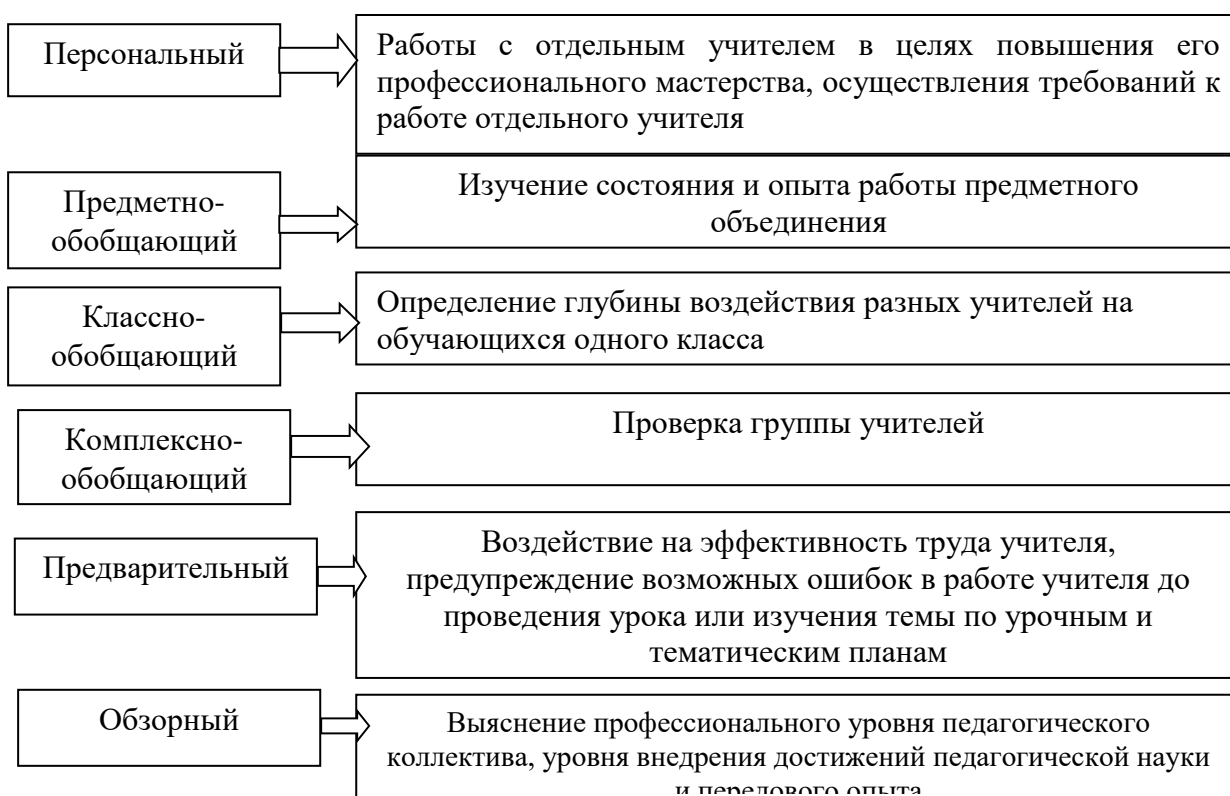 Персональный
Работы с отдельным учителем в целях повышения его
профессионального мастерства, осуществления требований к
работе отдельного учителя
Предметно-
обобщающий
Изучение состояния и опыта работы предметного
объединения
Классно-
обобщающий
Определение глубины воздействия разных учителей на
обучающихся одного класса
Комплексно-
обобщающий
Проверка группы учителей
Предварительный
Воздействие на эффективность труда учителя,
предупреждение возможных ошибок в работе учителя до
проведения урока или изучения темы по урочным и
тематическим планам
Обзорный
Выяснение профессионального уровня педагогического
коллектива, уровня внедрения достижений педагогической науки
и передового опыта